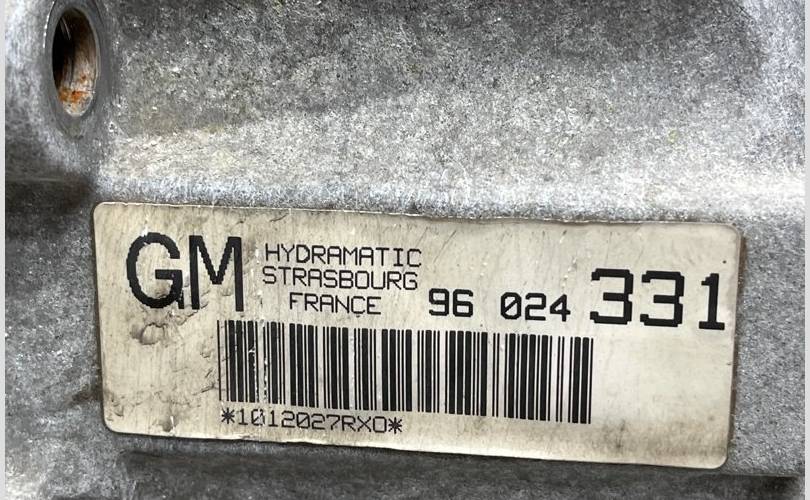 GM
HYDRAMATIC
STRASBOURG
FRANCE
96 024 331
*1012027RXO*